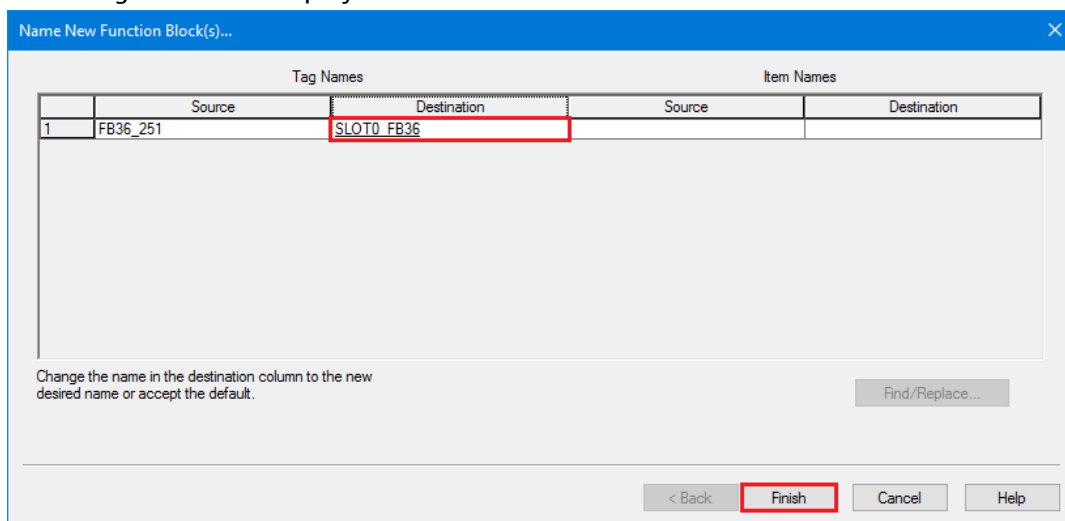 Name New Function Block(s)...
Tag Names Item Names
Source Destination Source Destination
1 FB36_251 SLOT0_FB36
Change the name in the destination column to the new
desired name or accept the default.
Find/Replace...
< Back Finish Cancel Help